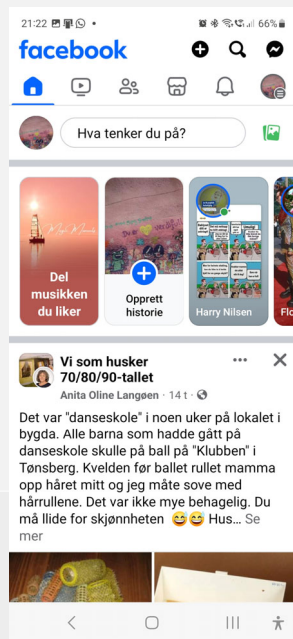 21:22
66%
facebook
Hva tenker du på?
Del
musikken
du liker
Opprett
historie
Harry Nilsen
Flo
Vi som husker
70/80/90-tallet
Anita Oline Langøen · 14 t ·
Det var "danseskole" i noen uker på lokalet i
bygda. Alle barna som hadde gått på
danseskole skulle på ball på "Klubben" i
Tønsberg. Kvelden før ballet rullet mamma
opp håret mitt og jeg måte sove med
hårrullene. Det var ikke mye behagelig. Du
må llide for skjønnheten 😅😅 Hus... Se
mer